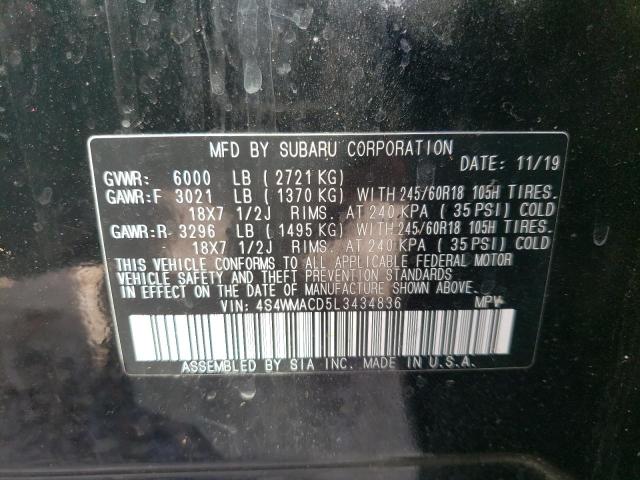 MFD BY SUBARU CORPORATION
DATE: 11/19
GVWR: 6000 LB ( 2721 KG)
GAWR:F 3021 LB ( 1370 KG) WITH 245/60R18 105H TIRES.
18X7 1/2J RIMS. AT 240 KPA ( 35 PSI) COLD
GAWR:R 3296 LB ( 1495 KG) WITH 245/60R18 105H TIRES.
18X7 1/2J RIMS. AT 240 KPA ( 35 PSI) COLD
THIS VEHICLE CONFORMS TO ALL APPLICABLE FEDERAL MOTOR
VEHICLE SAFETY AND THEFT PREVENTION STANDARDS
IN EFFECT ON THE DATE OF MANUFACTURE SHOWN ABOVE.
VIN: 4S4WMACD5L3434836 MPV
ASSEMBLED BY SIA INC. MADE IN U.S.A.